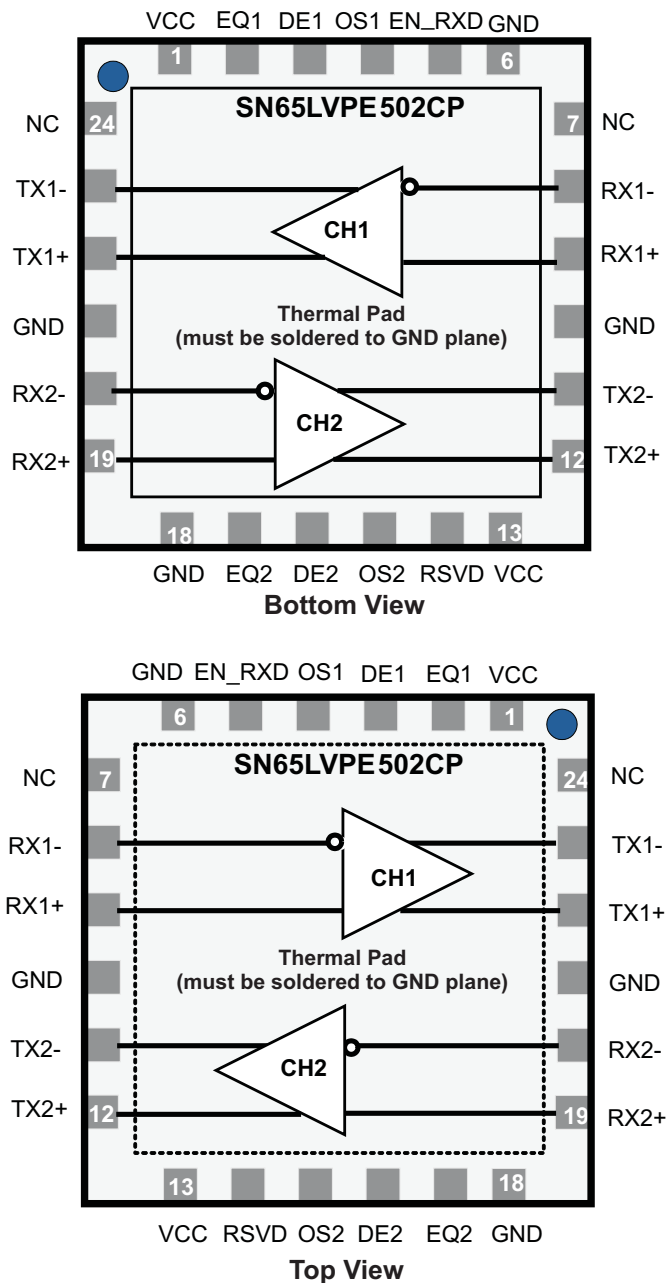 VCC EQ1 DE1 OS1 EN_RXD GND
1 6
SN65LVPE502CP
NC 24 7 NC
TX1- RX1-
CH1
TX1+ RX1+
Thermal Pad
GND GND
(must be soldered to GND plane)
RX2- TX2-
CH2
RX2+ 19 12 TX2+
18 13
GND EQ2 DE2 OS2 RSVD VCC
Bottom View
GND EN_RXD OS1 DE1 EQ1 VCC
6 1
SN65LVPE502CP
NC 7 24 NC
RX1- TX1-
CH1
RX1+ TX1+
Thermal Pad
GND GND
(must be soldered to GND plane)
TX2- RX2-
CH2
TX2+ 12 19 RX2+
13 18
VCC RSVD OS2 DE2 EQ2 GND
Top View